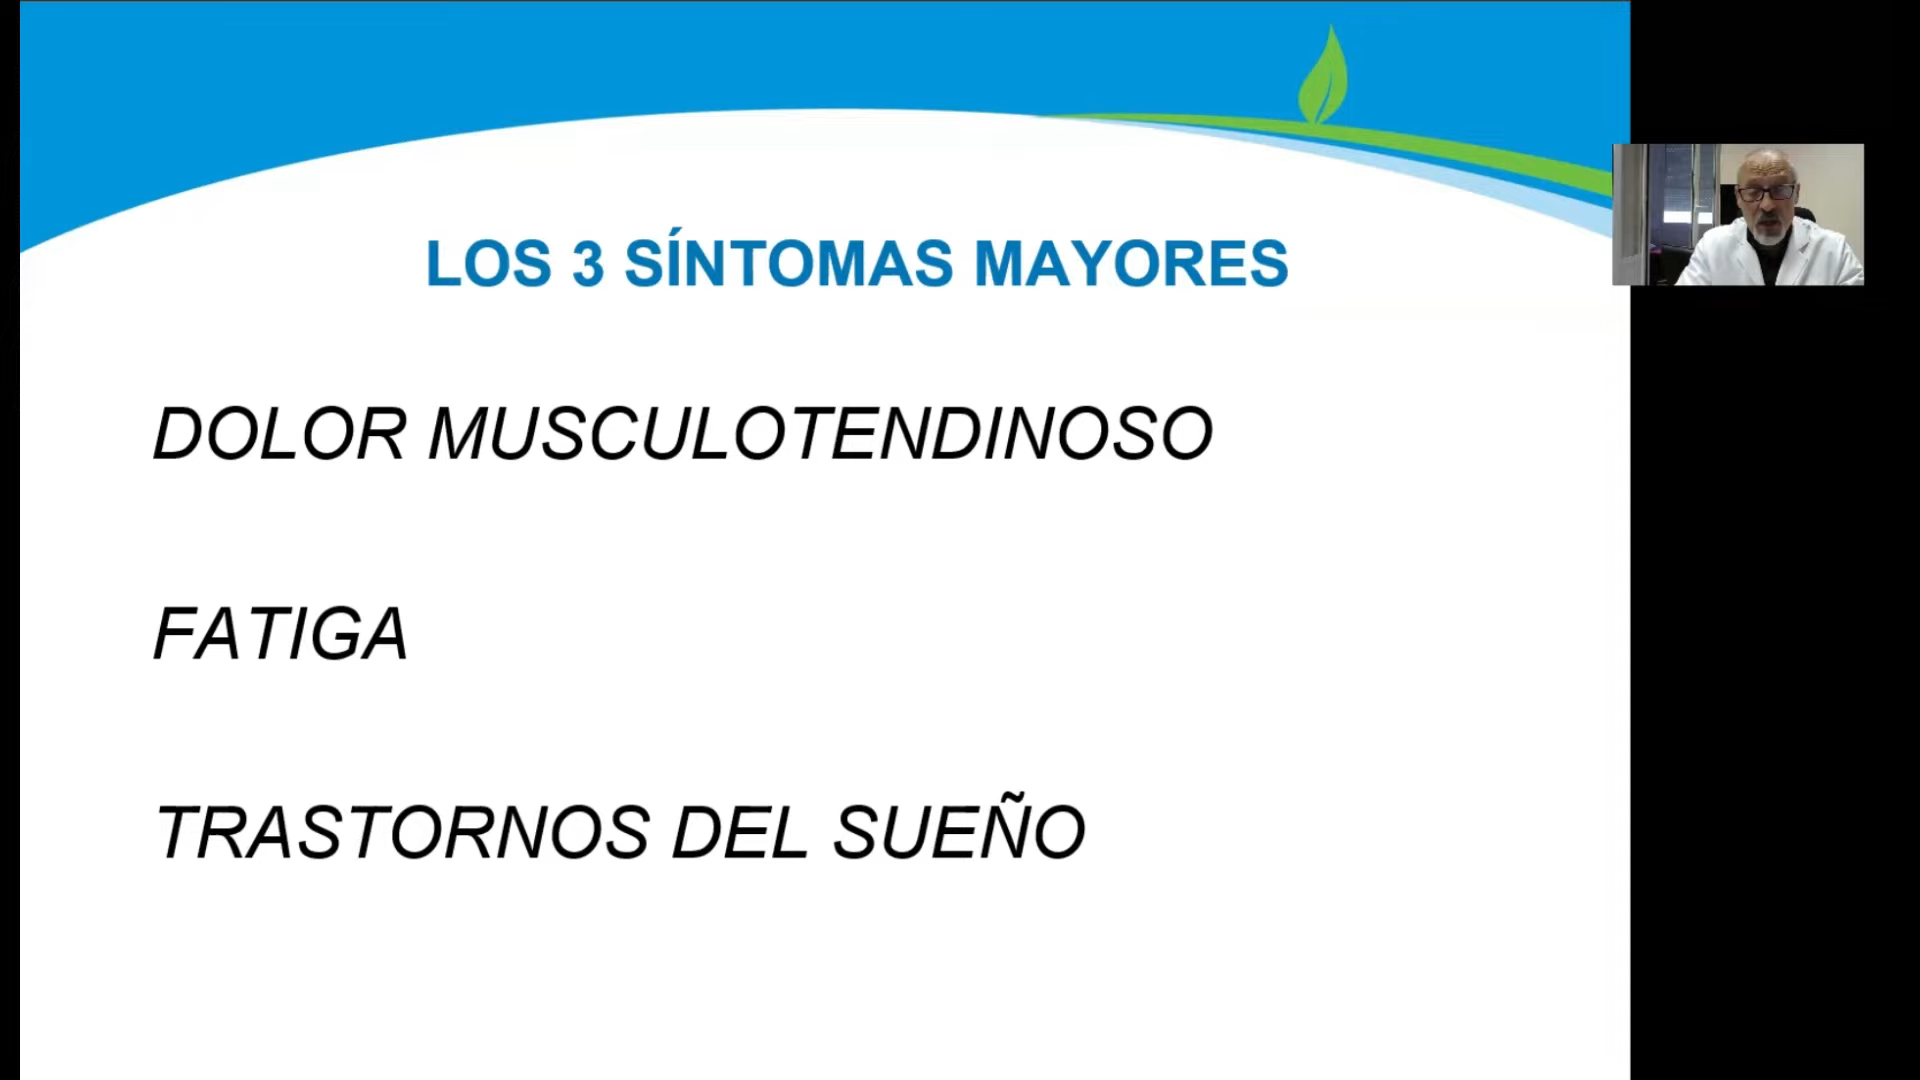 LOS 3 SÍNTOMAS MAYORES
DOLOR MUSCULOTENDINOSO
FATIGA
TRASTORNOS DEL SUEÑO